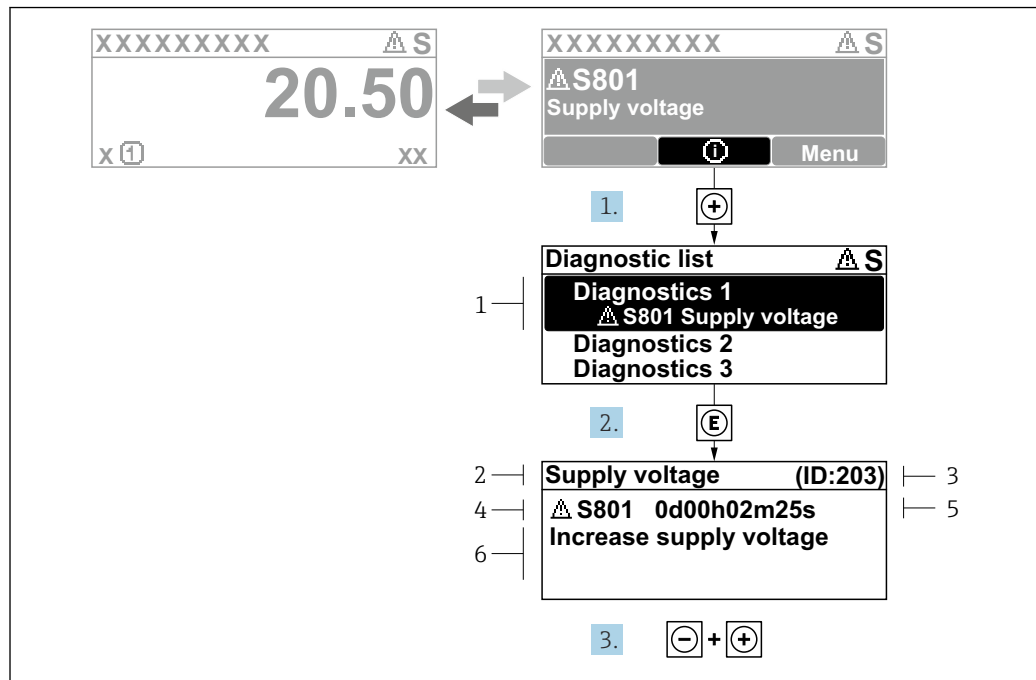 XXXXXXXXX ⚠ S
20.50
x ① xx
XXXXXXXXX ⚠ S
⚠ S801
Supply voltage
ⓘ Menu
1. +
Diagnostic list ⚠ S
1
Diagnostics 1
⚠ S801 Supply voltage
Diagnostics 2
Diagnostics 3
2. E
2 Supply voltage (ID:203) 3
4 ⚠ S801 0d00h02m25s 5
6 Increase supply voltage
3. − + +